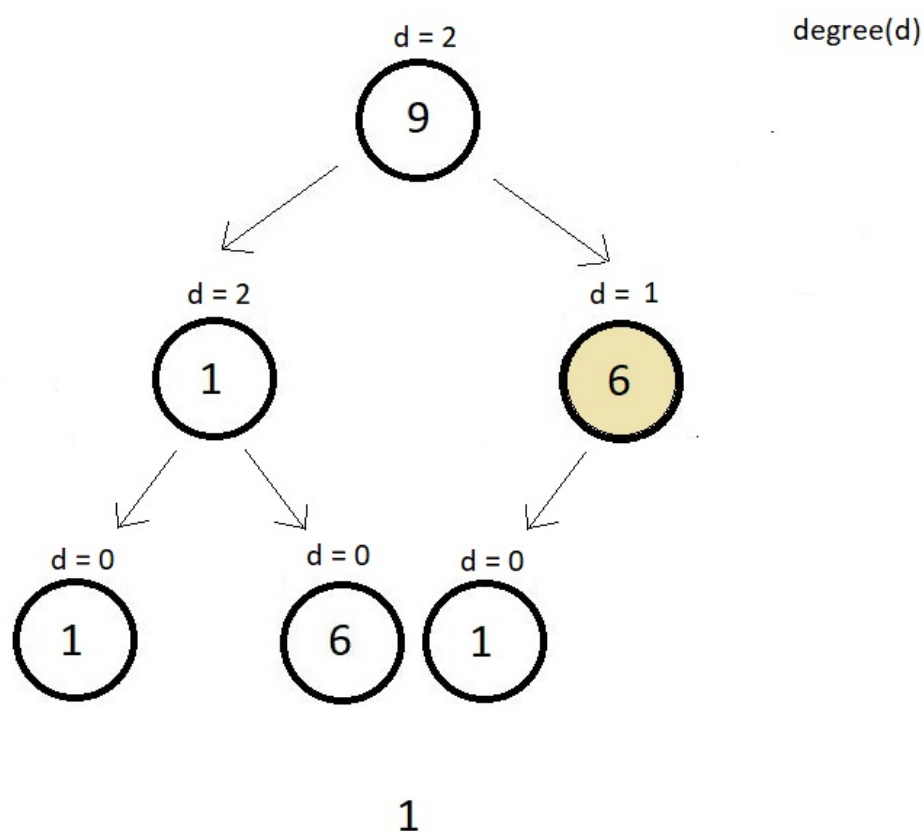 degree(d)
d = 2
9
d = 2
d = 1
1
6
d = 0
d = 0
d = 0
1
6
1
1